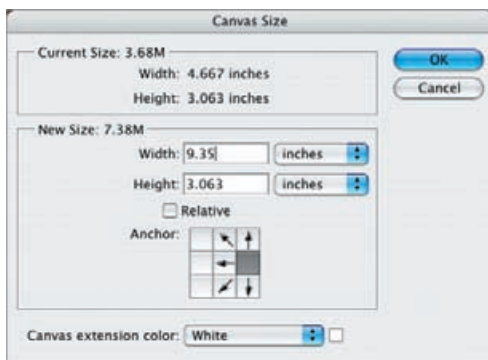 Canvas Size
Current Size: 3.68M
Width: 4.667 inches
Height: 3.063 inches
OK
Cancel
New Size: 7.38M
Width: 9.35 inches
Height: 3.063 inches
Relative
Anchor:
Canvas extension color: White